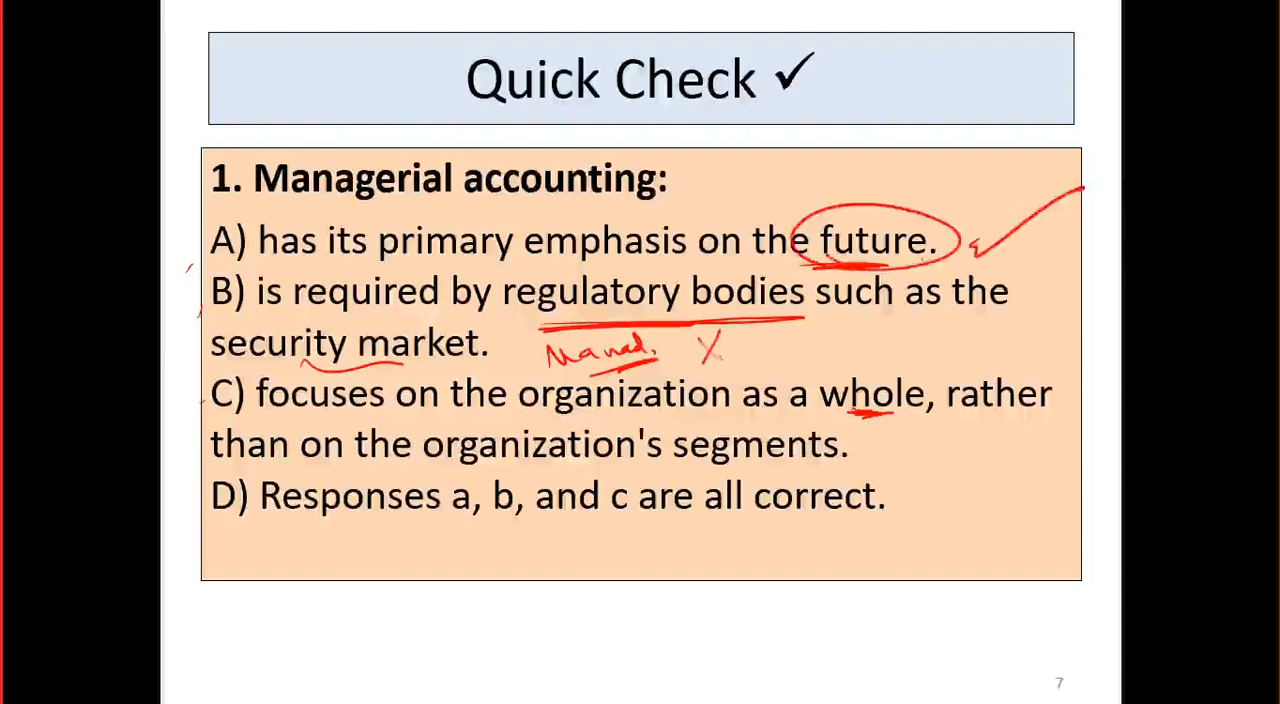 Quick Check ✓
1. Managerial accounting:
A) has its primary emphasis on the future.
B) is required by regulatory bodies such as the
security market.
C) focuses on the organization as a whole, rather
than on the organization's segments.
D) Responses a, b, and c are all correct.
7